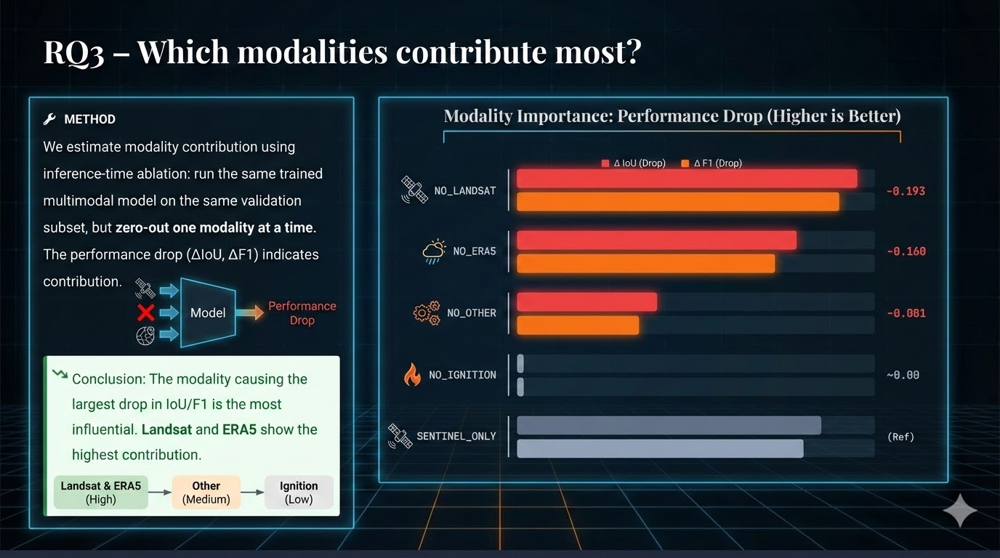 RQ3 – Which modalities contribute most?
METHOD
We estimate modality contribution using
inference-time ablation: run the same trained
multimodal model on the same validation
subset, but zero-out one modality at a time.
The performance drop (ΔIoU, ΔF1) indicates
contribution.
Model
Performance
Drop
Conclusion: The modality causing the
largest drop in IoU/F1 is the most
influential. Landsat and ERA5 show the
highest contribution.
Landsat & ERA5
(High)
Other
(Medium)
Ignition
(Low)
Modality Importance: Performance Drop (Higher is Better)
Δ IoU (Drop) Δ F1 (Drop)
NO_LANDSAT -0.193
NO_ERA5 -0.160
NO_OTHER -0.081
NO_IGNITION ~0.00
SENTINEL_ONLY (Ref)